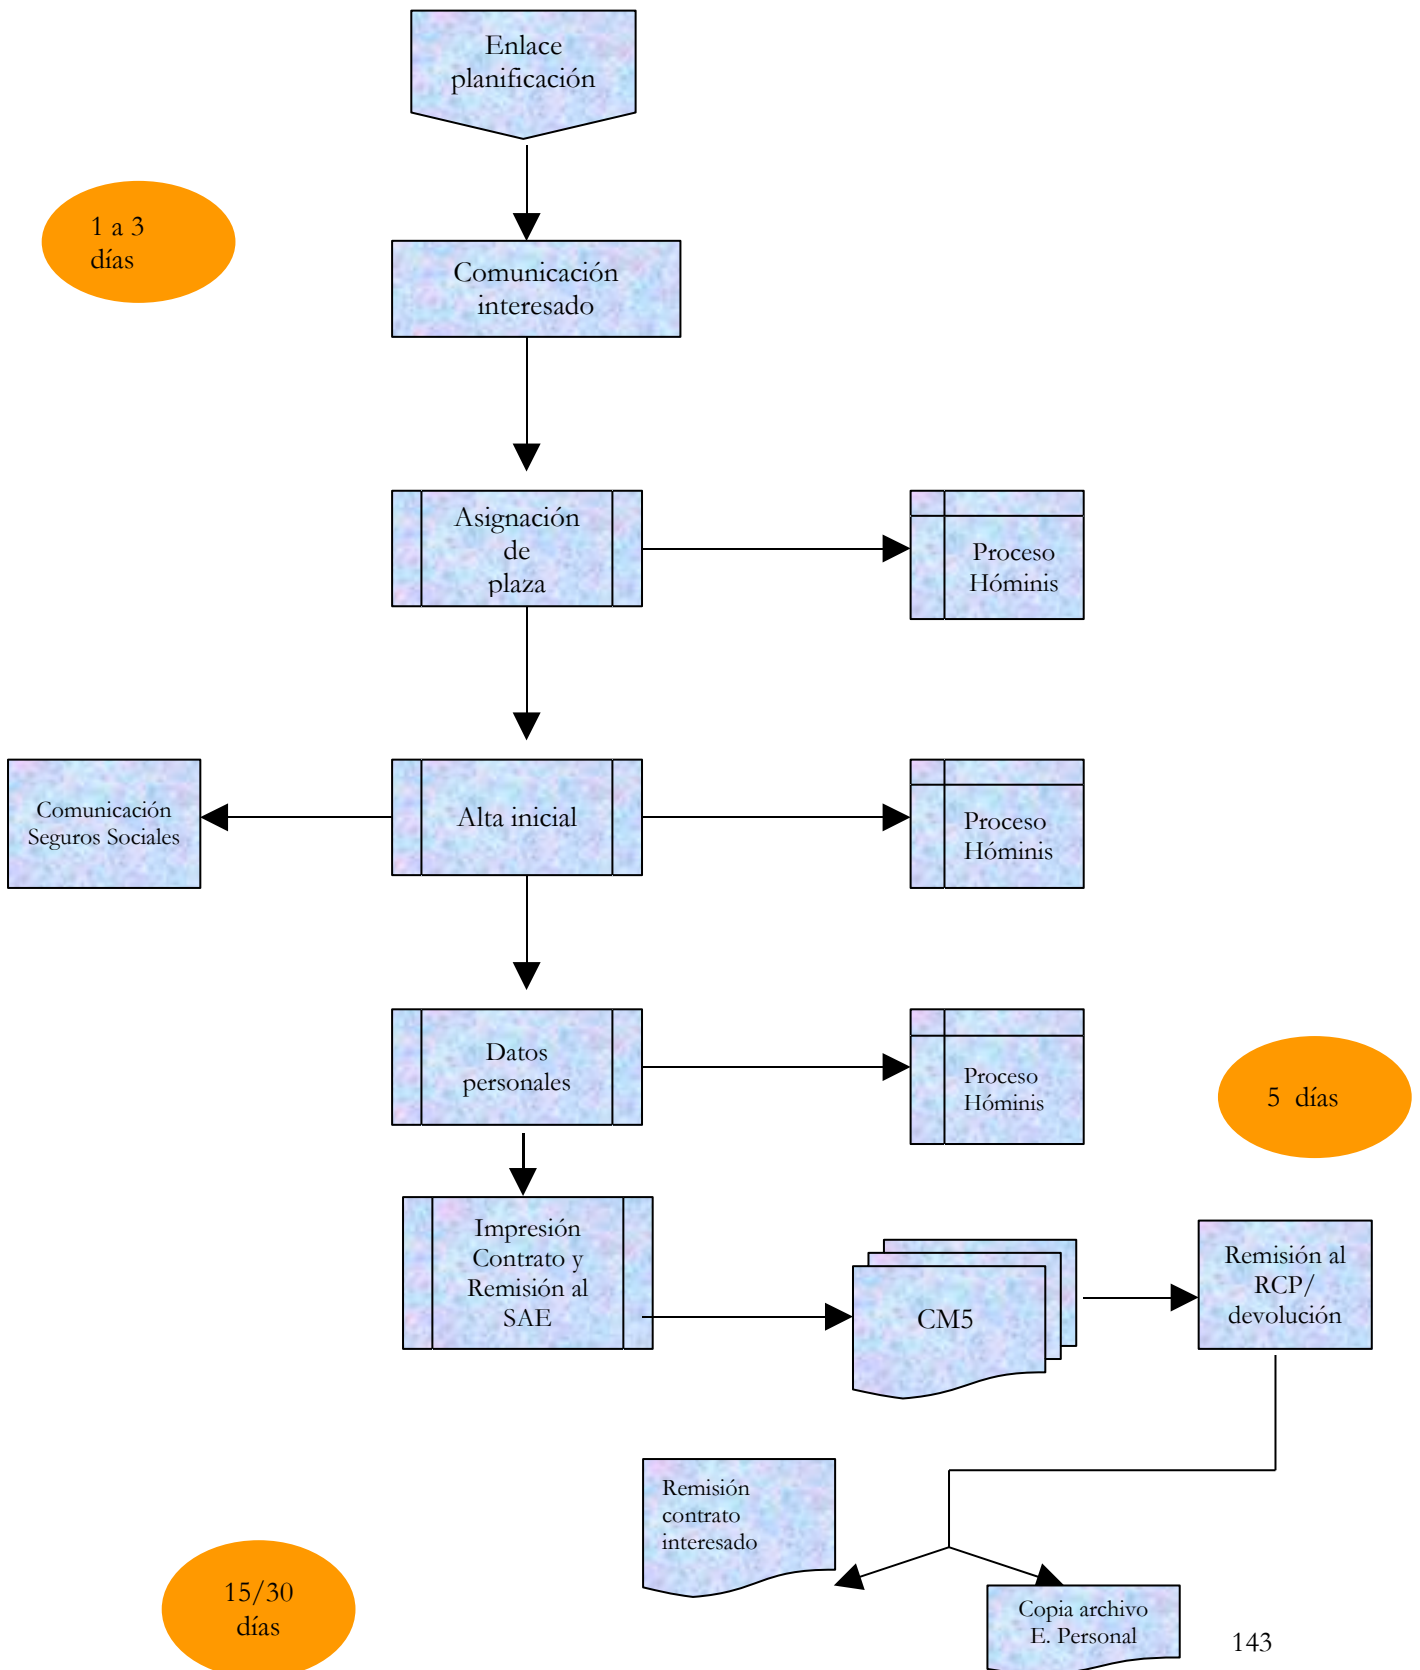 Enlace
planificación
1 a 3
días
Comunicación
interesado
Asignación
de
plaza
Proceso
Hóminis
Comunicación
Seguros Sociales
Alta inicial
Proceso
Hóminis
Datos
personales
Proceso
Hóminis
5 días
Impresión
Contrato y
Remisión al
SAE
CM5
Remisión al
RCP/
devolución
Remisión
contrato
interesado
15/30
días
Copia archivo
E. Personal
143